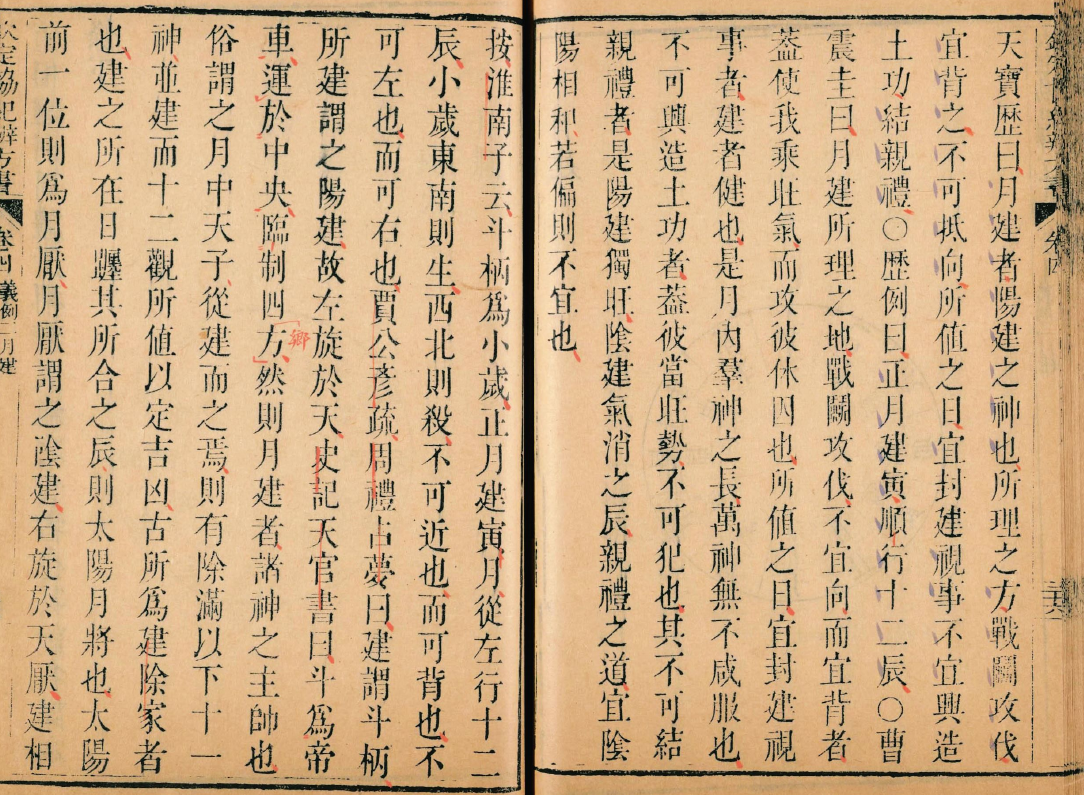 天寶歷曰月建者陽建之神也所理之方戰鬬攻伐
宜背之不可抵向所值之日宜封建視事不宜興造
土功結親禮○歷例曰正月建寅順行十二辰○曹
震圭曰月建所理之地戰鬬攻伐不宜向而宜背者
葢使我乘旺氣而攻彼休囚也所值之日宜封建視
事者建者健也是月內羣神之長萬神無不咸服也
不可興造土功者葢彼當旺勢不可犯也其不可結
親禮者是陽建獨旺陰建氣消之辰親禮之道宜陰
陽相和若偏則不宜也
按淮南子云斗柄爲小歲正月建寅月從左行十二
辰小歲東南則生西北則殺不可近也而可背也不
可左也而可右也賈公彥疏周禮占夢曰建謂斗柄
所建謂之陽建故左旋於天史記天官書曰斗爲帝
車運於中央臨制四方然則月建者諸神之主帥也
鄉
俗謂之月中天子從建而之焉則有除滿以下十一
神並建而十二觀所值以定吉凶古所爲建除家者
也建之所在日躔其所合之辰則太陽月將也太陽
前一位則爲月厭月厭謂之陰建右旋於天厭建相
欽定協紀辨方書 卷四 義例二 月建
卷四